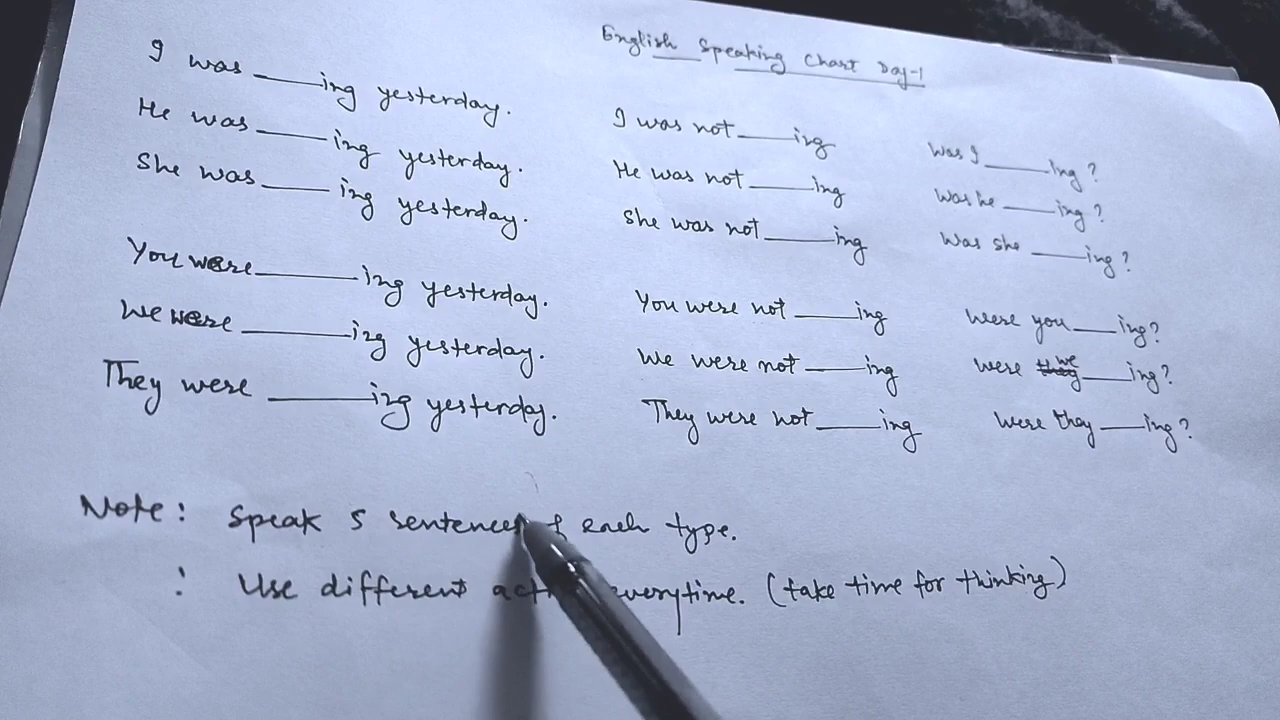 English Speaking Chart Day-1
I was ____ing yesterday.
He was ____ing yesterday.
She was ____ing yesterday.
You were ____ing yesterday.
We were ____ing yesterday.
They were ____ing yesterday.
I was not ____ing
He was not ____ing
She was not ____ing
You were not ____ing
We were not ____ing
They were not ____ing
Was I ____ing?
Was he ____ing?
Was she ____ing?
Were you ____ing?
Were we ____ing?
Were they ____ing?
Note: Speak 5 sentences each type.
: Use different everytime. (take time for thinking)